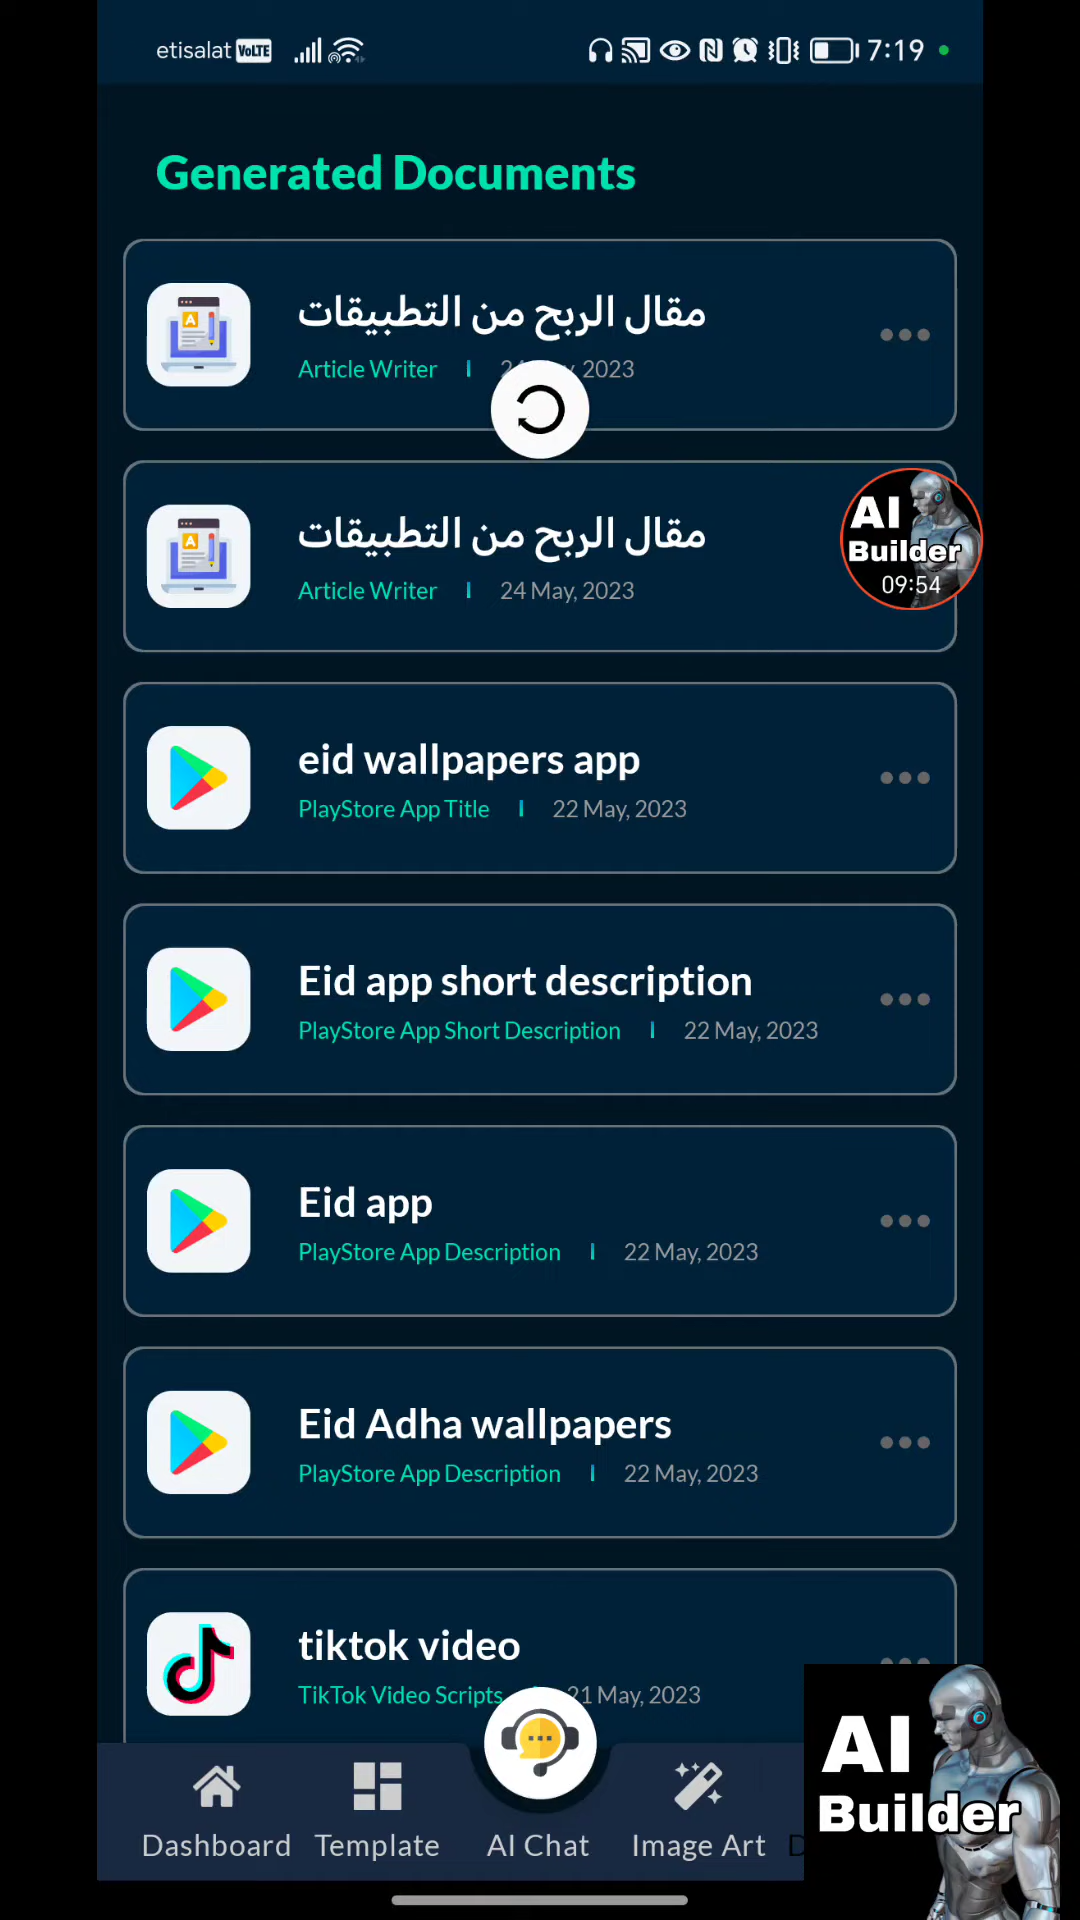 etisalat VoLTE
7:19
Generated Documents
مقال الربح من التطبيقات
Article Writer 2023
مقال الربح من التطبيقات
Article Writer 24 May, 2023
AI
Builder
09:54
eid wallpapers app
PlayStore App Title 22 May, 2023
Eid app short description
PlayStore App Short Description 22 May, 2023
Eid app
PlayStore App Description 22 May, 2023
Eid Adha wallpapers
PlayStore App Description 22 May, 2023
tiktok video
TikTok Video Scripts 21 May, 2023
AI
Builder
Dashboard Template AI Chat Image Art